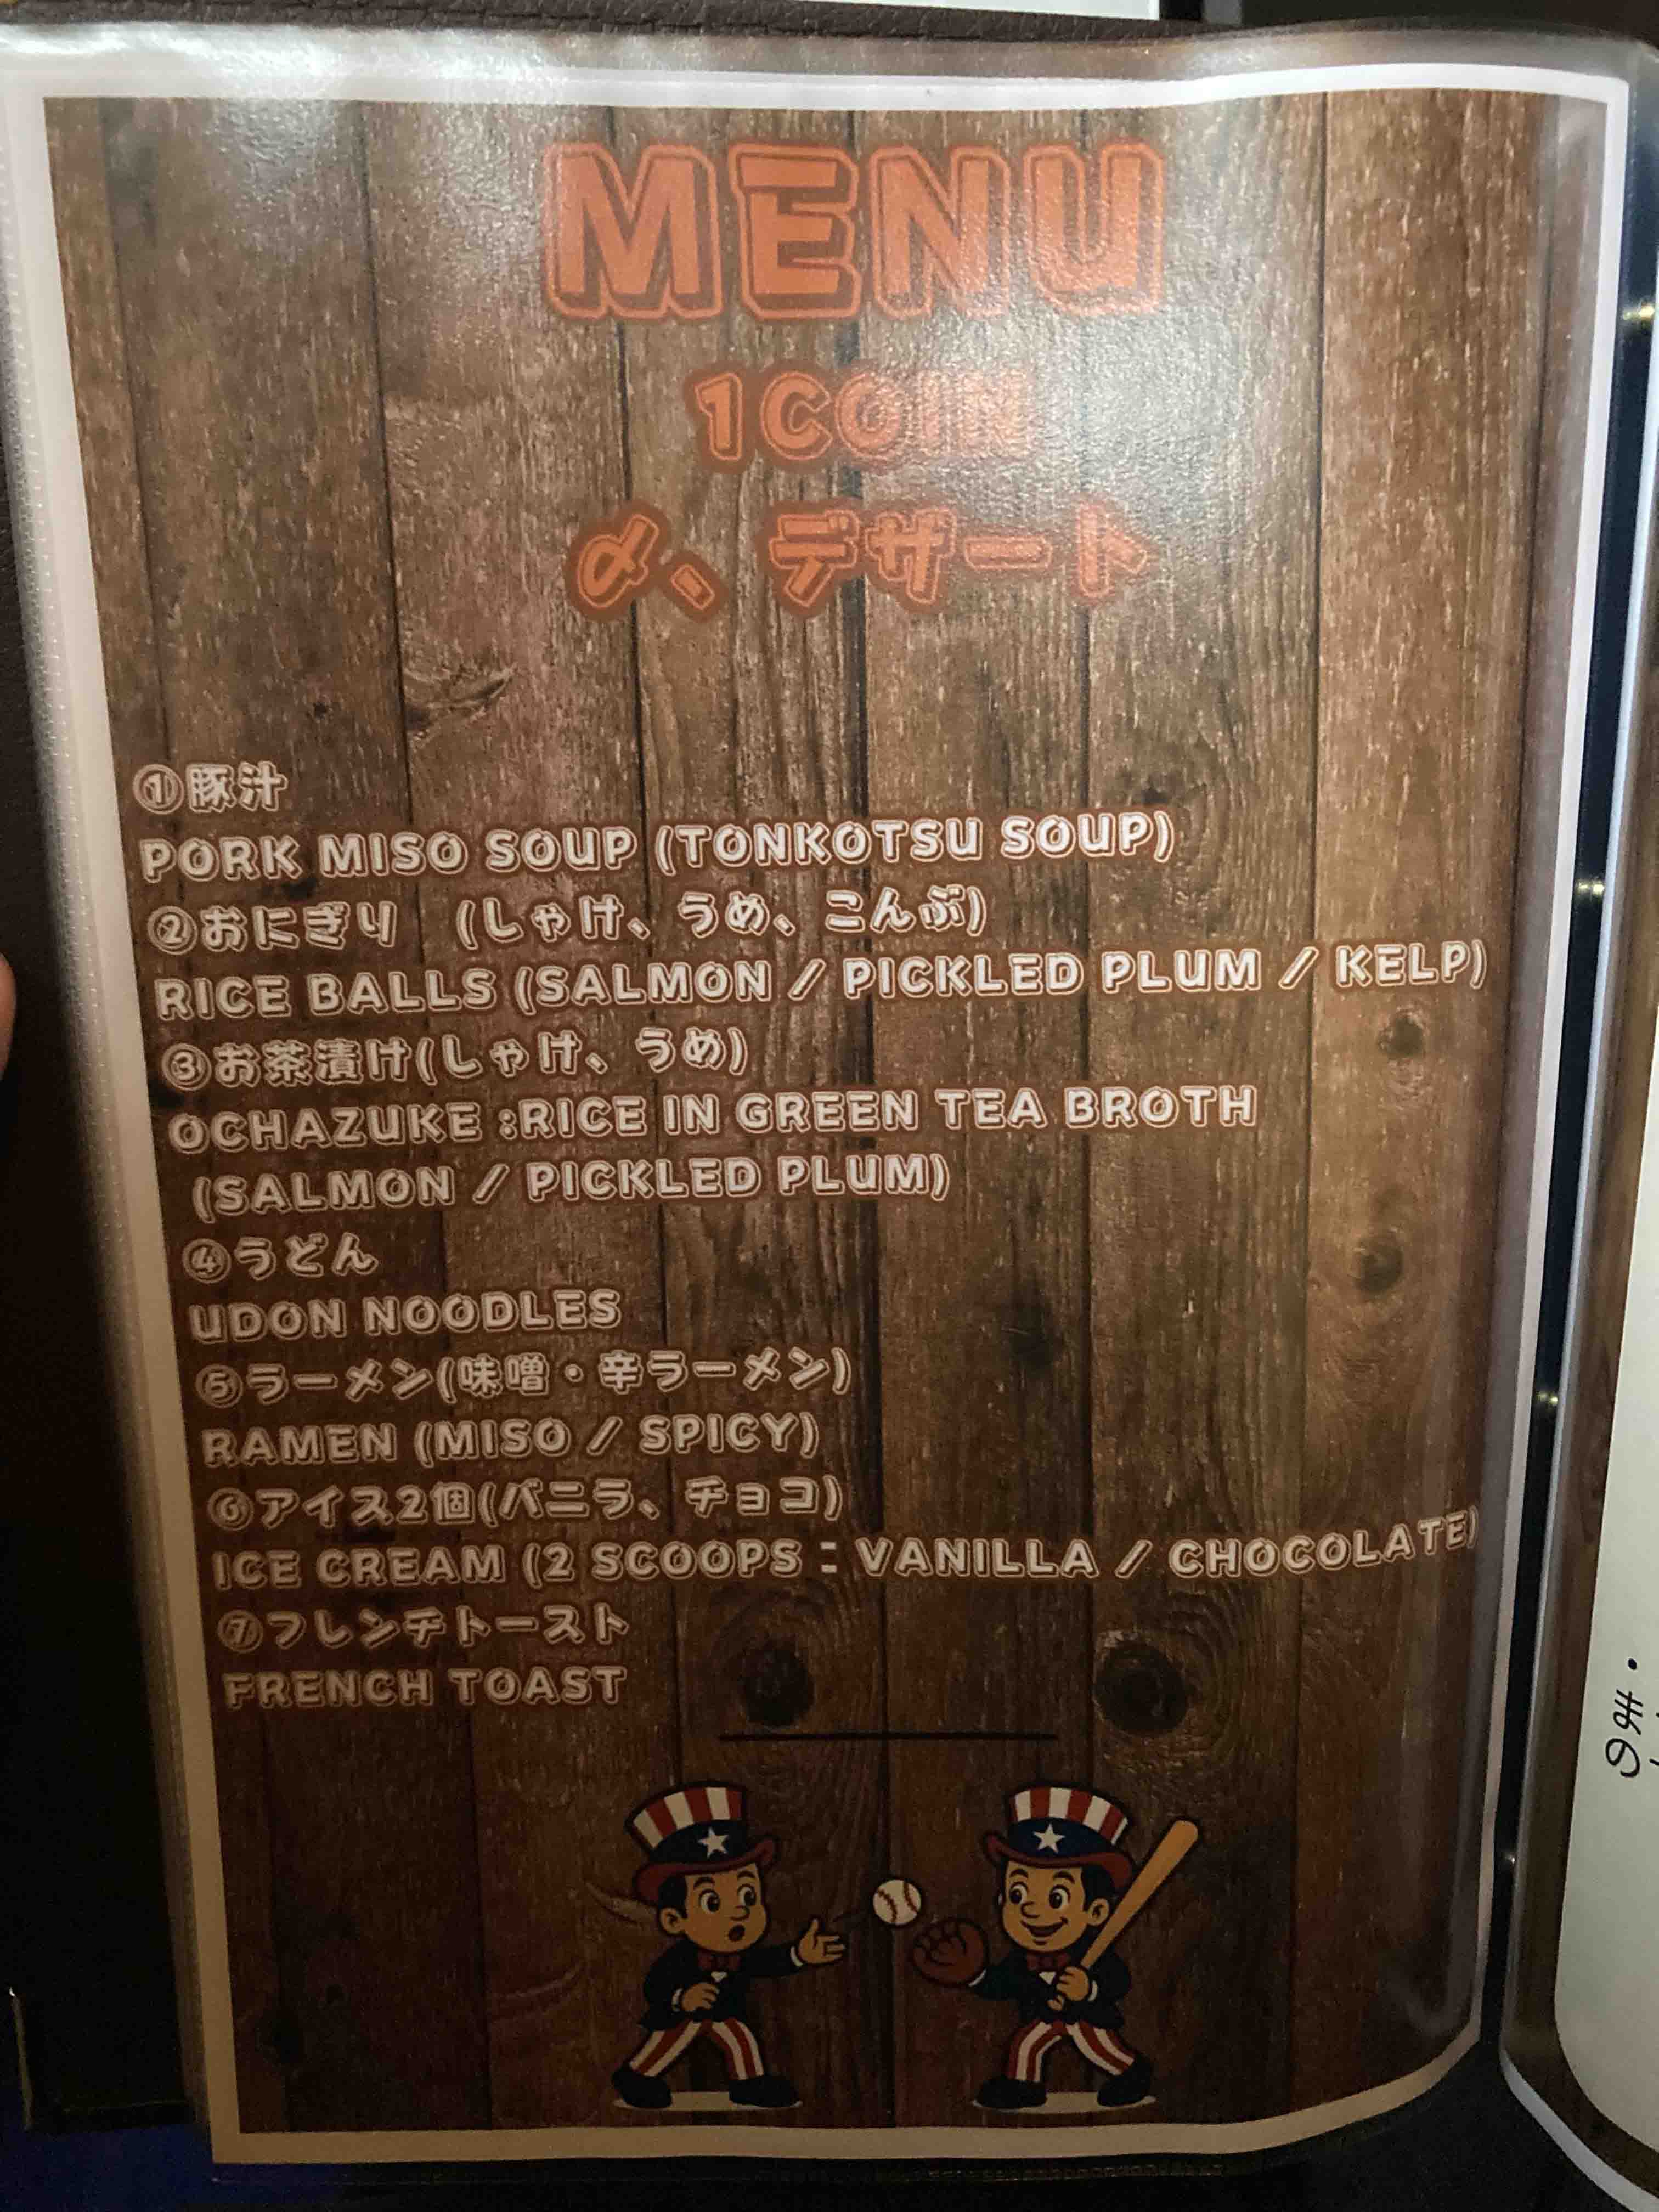 MENU
1COIN
〆、デザート
①豚汁
PORK MISO SOUP (TONKOTSU SOUP)
②おにぎり　(しゃけ、うめ、こんぶ)
RICE BALLS (SALMON / PICKLED PLUM / KELP)
③お茶漬け(しゃけ、うめ)
OCHAZUKE :RICE IN GREEN TEA BROTH
(SALMON / PICKLED PLUM)
④うどん
UDON NOODLES
⑤ラーメン(味噌・辛ラーメン)
RAMEN (MISO / SPICY)
⑥アイス2個(バニラ、チョコ)
ICE CREAM (2 SCOOPS : VANILLA / CHOCOLATE)
⑦フレンチトースト
FRENCH TOAST